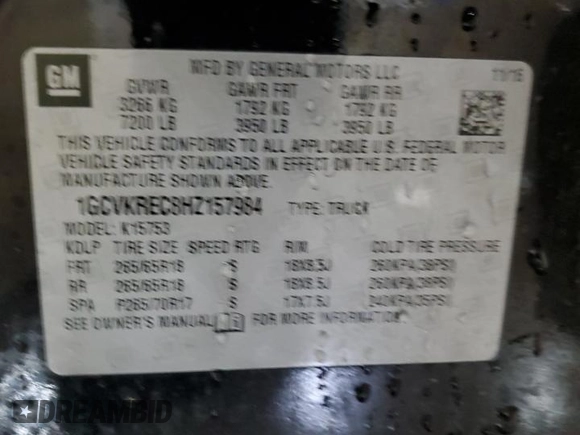 GM
MFD BY GENERAL MOTORS LLC 11/16
GVWR GAWR FRT GAWR RR
3266 KG 1792 KG 1792 KG
7200 LB 3950 LB 3950 LB
THIS VEHICLE CONFORMS TO ALL APPLICABLE U.S. FEDERAL MOTOR
VEHICLE SAFETY STANDARDS IN EFFECT ON THE DATE OF
MANUFACTURE SHOWN ABOVE.
1GCVKREC8HZ157984 TYPE: TRUCK
MODEL: K15753
KDLP TIRE SIZE SPEED RTG RIM COLD TIRE PRESSURE
FRT 265/65R18 S 18X8.5J 260KPA(38PSI)
RR 265/65R18 S 18X8.5J 260KPA(38PSI)
SPA P265/70R17 S 17X7.5J 240KPA(35PSI)
SEE OWNER'S MANUAL FOR MORE INFORMATION.
DREAMBID